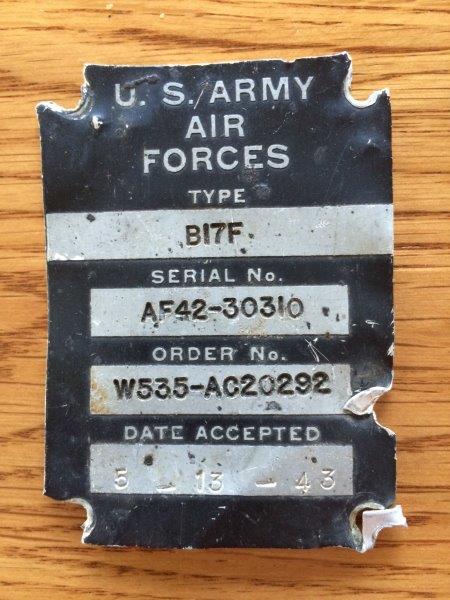 U. S. ARMY
AIR
FORCES
TYPE
B17F
SERIAL No.
AF42-30310
ORDER No.
W535-AC20292
DATE ACCEPTED
5 - 13 - 43